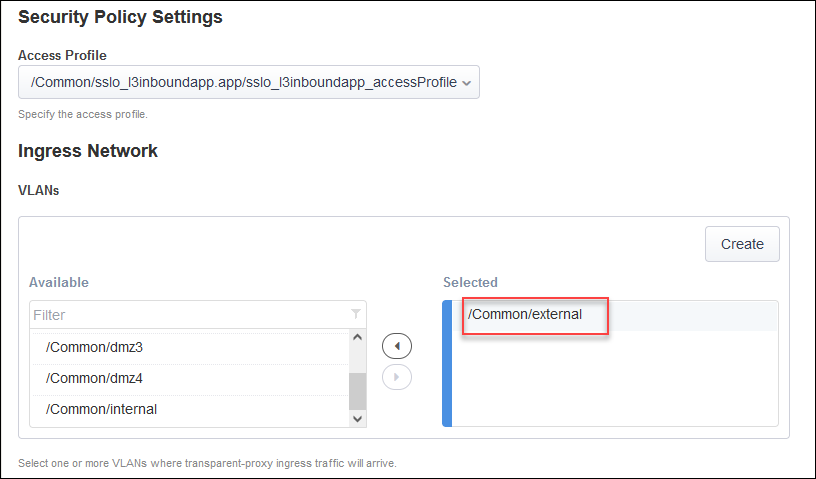 Security Policy Settings
Access Profile
/Common/sslo_l3inboundapp.app/sslo_l3inboundapp_accessProfile
Specify the access profile.
Ingress Network
VLANs
Create
Available
Selected
Filter
/Common/external
/Common/dmz3
/Common/dmz4
/Common/internal
Select one or more VLANs where transparent-proxy ingress traffic will arrive.